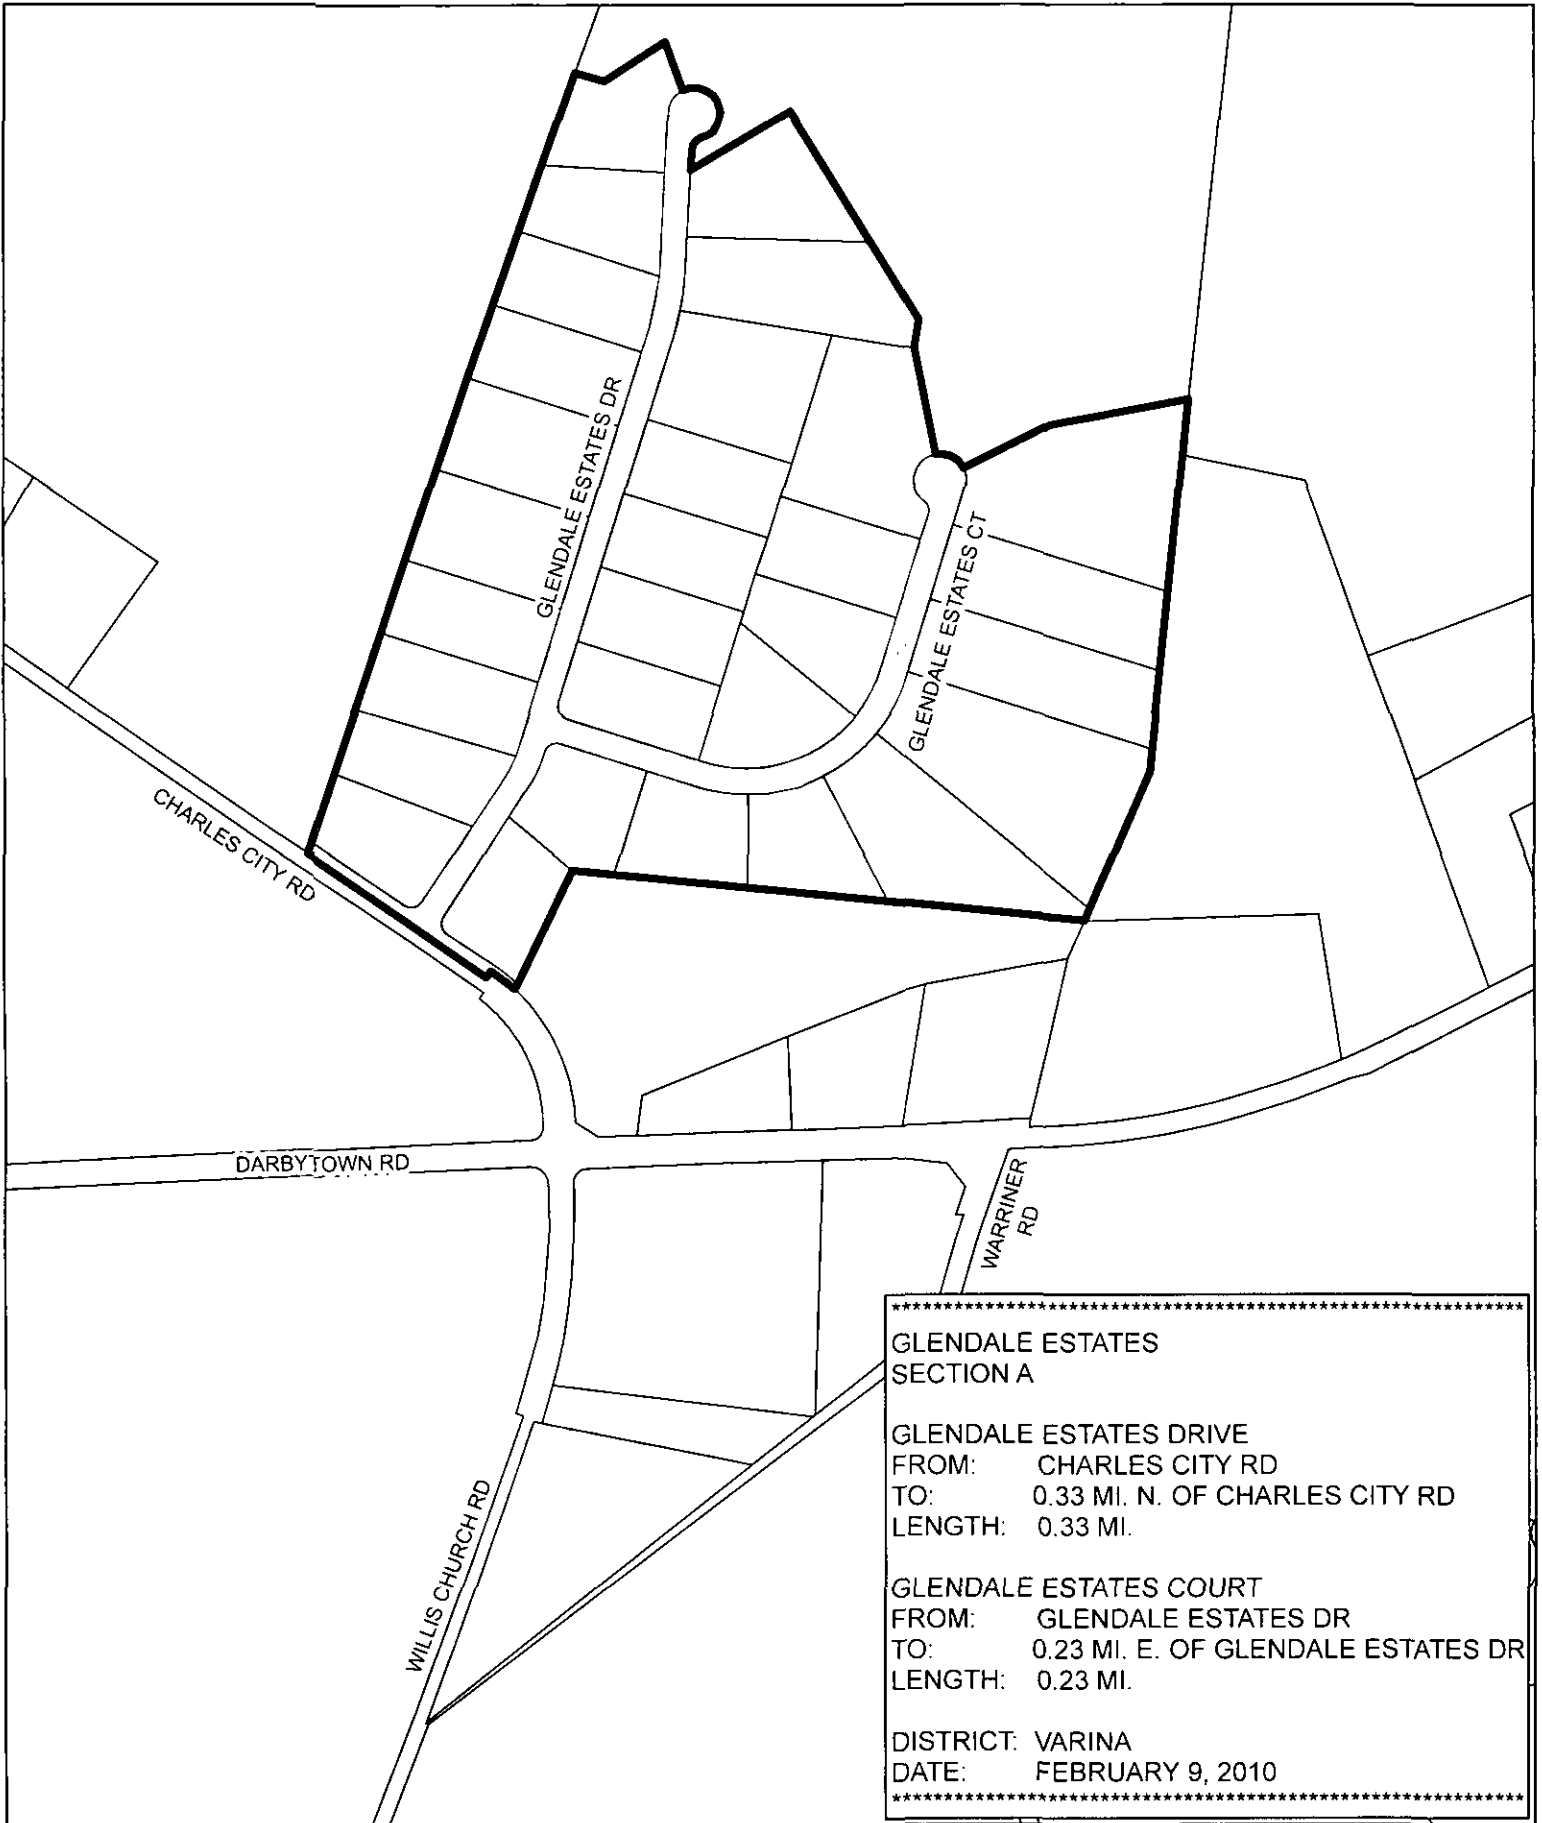 GLENDALE ESTATES DR
GLENDALE ESTATES CT
CHARLES CITY RD
DARBYTOWN RD
WARRINER
RD
WILLIS CHURCH RD
************************************************************
GLENDALE ESTATES
SECTION A
GLENDALE ESTATES DRIVE
FROM: CHARLES CITY RD
TO: 0.33 MI. N. OF CHARLES CITY RD
LENGTH: 0.33 MI.
GLENDALE ESTATES COURT
FROM: GLENDALE ESTATES DR
TO: 0.23 MI. E. OF GLENDALE ESTATES DR
LENGTH: 0.23 MI.
DISTRICT: VARINA
DATE: FEBRUARY 9, 2010
************************************************************